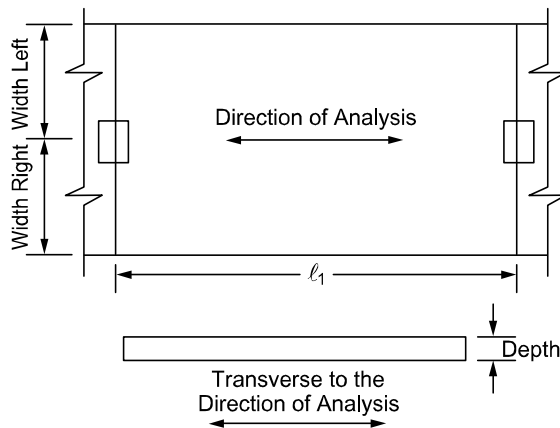 Width Left
Width Right
Direction of Analysis
ℓ1
Depth
Transverse to the
Direction of Analysis